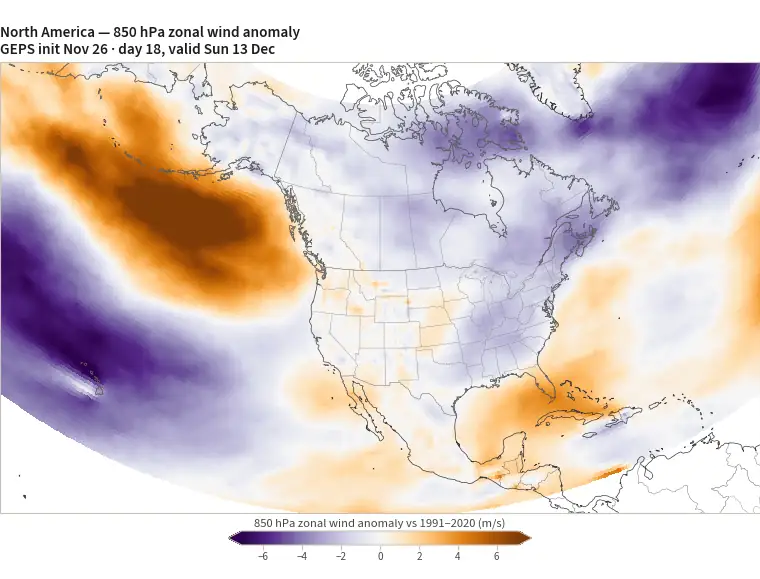 North America — 850 hPa zonal wind anomaly
GEPS init Nov 26 · day 18, valid Sun 13 Dec
850 hPa zonal wind anomaly vs 1991–2020 (m/s)
−6 −4 −2 0 2 4 6